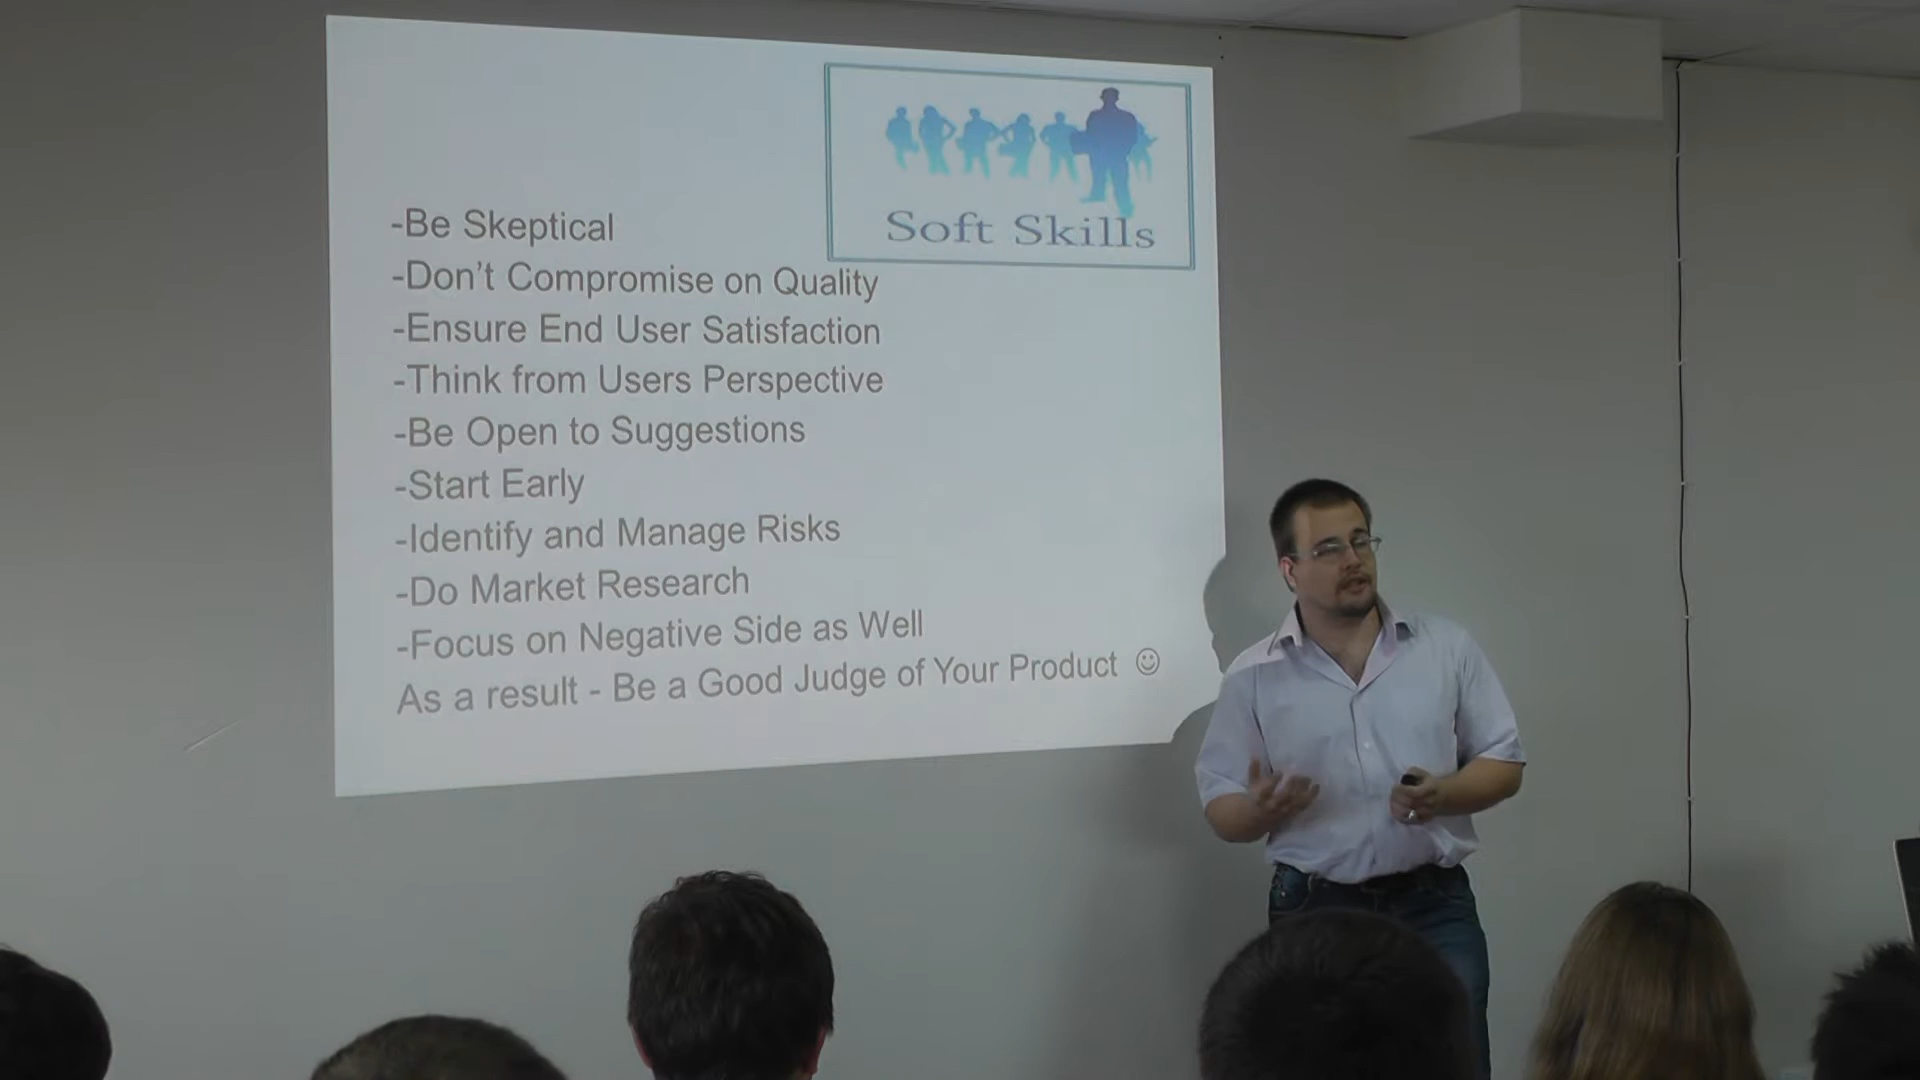 Soft Skills
-Be Skeptical
-Don't Compromise on Quality
-Ensure End User Satisfaction
-Think from Users Perspective
-Be Open to Suggestions
-Start Early
-Identify and Manage Risks
-Do Market Research
-Focus on Negative Side as Well
As a result - Be a Good Judge of Your Product ☺